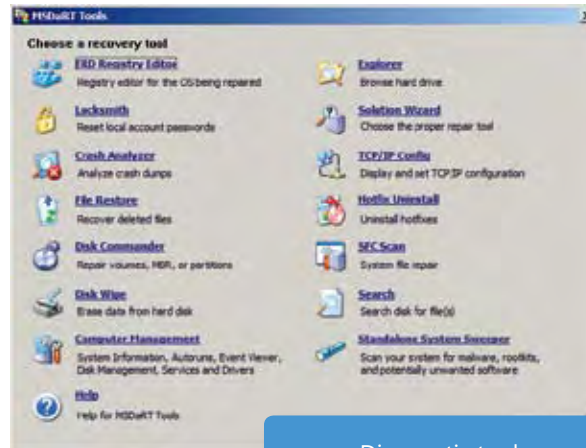 MSDaRT Tools
Choose a recovery tool
ERD Registry Editor
Registry editor for the OS being repaired
Locksmith
Reset local account passwords
Crash Analyzer
Analyze crash dumps
File Restore
Recover deleted files
Disk Commander
Repair volumes, MBR, or partitions
Disk Wipe
Erase data from hard disk
Computer Management
System Information, Autoruns, Event Viewer,
Disk Management, Services and Drivers
Help
Help for MSDaRT Tools
Explorer
Browse hard drive
Solution Wizard
Choose the proper repair tool
TCP/IP Config
Display and set TCP/IP configuration
Hotfix Uninstall
Uninstall hotfixes
SFC Scan
System file repair
Search
Search disk for file(s)
Standalone System Sweeper
Scan your system for malware, rootkits,
and potentially unwanted software